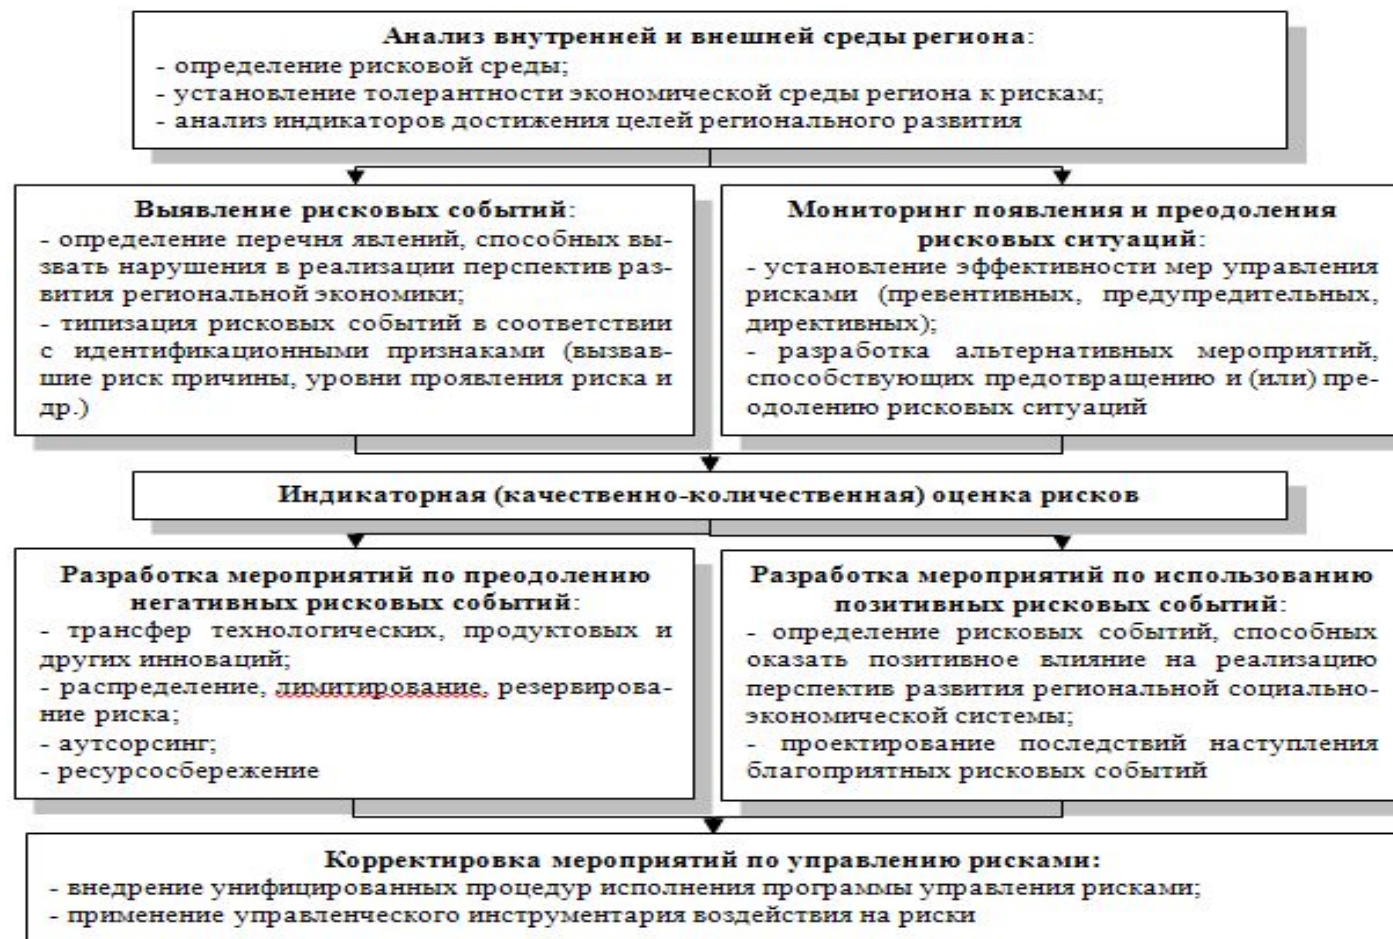 Анализ внутренней и внешней среды региона:
- определение рисковой среды;
- установление толерантности экономической среды региона к рискам;
- анализ индикаторов достижения целей регионального развития
Выявление рисковых событий:
- определение перечня явлений, способных вы-
звать нарушения в реализации перспектив раз-
вития региональной экономики;
- типизация рисковых событий в соответствии
с идентификационными признаками (вызвав-
шие риск причины, уровни проявления риска и
др.)
Мониторинг появления и преодоления
рисковых ситуаций:
- установление эффективности мер управления
рисками (превентивных, предупредительных,
директивных);
- разработка альтернативных мероприятий,
способствующих предотвращению и (или) пре-
одолению рисковых ситуаций
Индикаторная (качественно-количественная) оценка рисков
Разработка мероприятий по преодолению
негативных рисковых событий:
- трансфер технологических, продуктовых и
других инноваций;
- распределение, лимитирование, резервирова-
ние риска;
- аутсорсинг;
- ресурсосбережение
Разработка мероприятий по использованию
позитивных рисковых событий:
- определение рисковых событий, способных
оказать позитивное влияние на реализацию
перспектив развития региональной социально-
экономической системы;
- проектирование последствий наступления
благоприятных рисковых событий
Корректировка мероприятий по управлению рисками:
- внедрение унифицированных процедур исполнения программы управления рисками;
- применение управленческого инструментария воздействия на риски